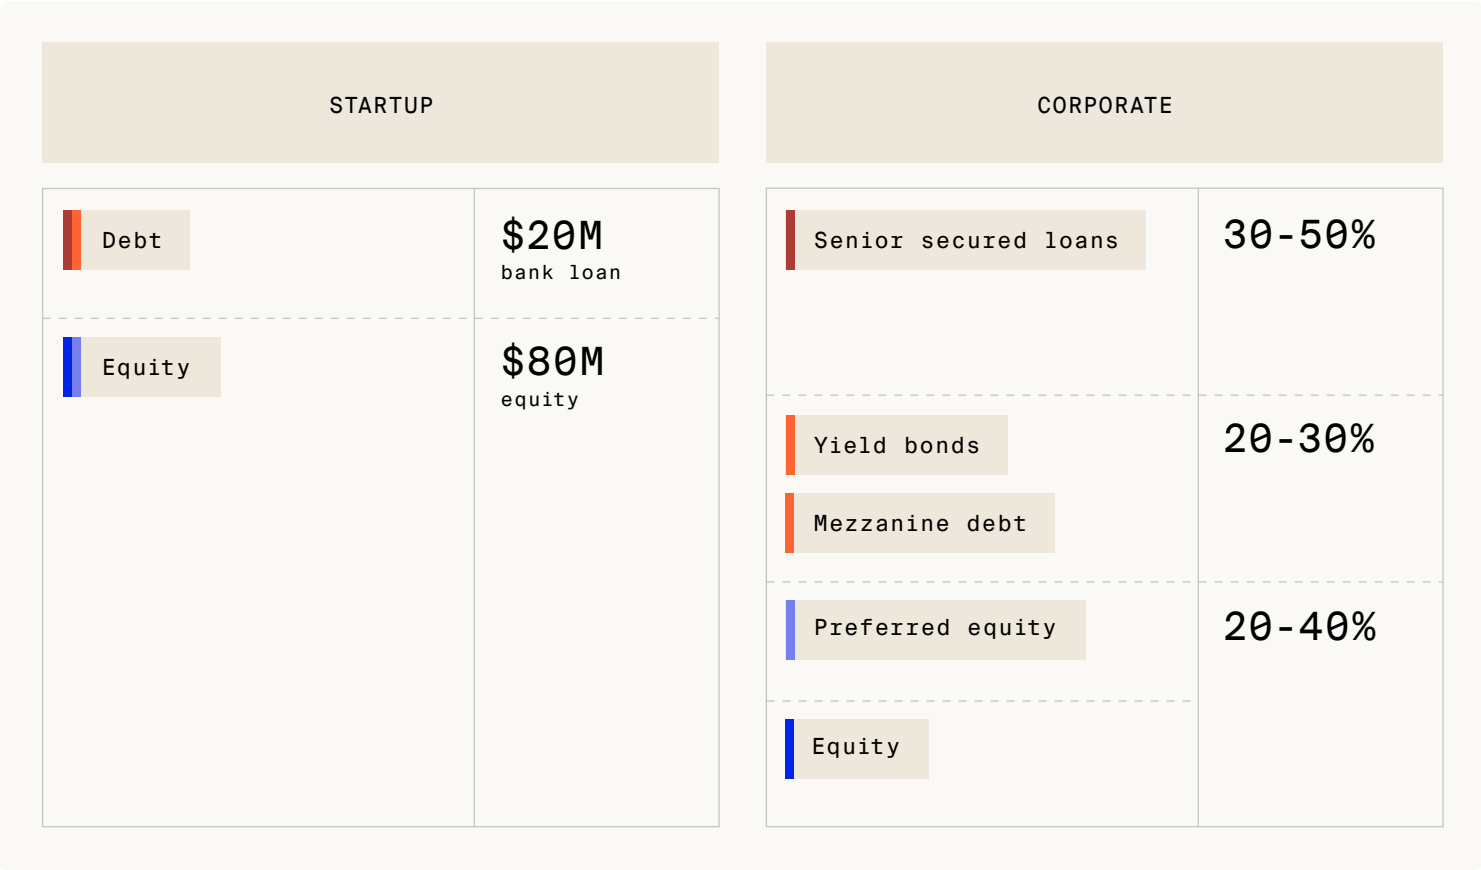 STARTUP
Debt
$20M
bank loan
Equity
$80M
equity
CORPORATE
Senior secured loans
30-50%
Yield bonds
20-30%
Mezzanine debt
Preferred equity
20-40%
Equity